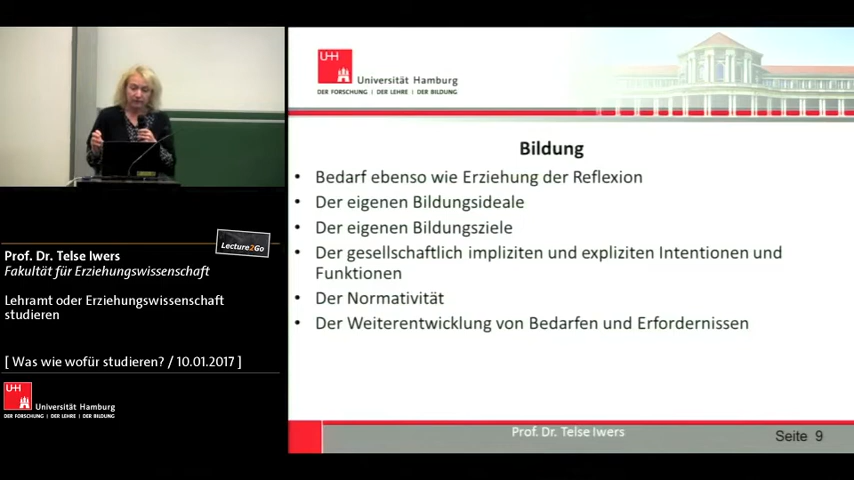 Lecture2Go
Prof. Dr. Telse Iwers
Fakultät für Erziehungswissenschaft
Lehramt oder Erziehungswissenschaft
studieren
[ Was wie wofür studieren? / 10.01.2017 ]
UHH
Universität Hamburg
DER FORSCHUNG | DER LEHRE | DER BILDUNG
UHH
Universität Hamburg
DER FORSCHUNG | DER LEHRE | DER BILDUNG
Bildung
• Bedarf ebenso wie Erziehung der Reflexion
• Der eigenen Bildungsideale
• Der eigenen Bildungsziele
• Der gesellschaftlich impliziten und expliziten Intentionen und
Funktionen
• Der Normativität
• Der Weiterentwicklung von Bedarfen und Erfordernissen
Prof. Dr. Telse Iwers
Seite 9